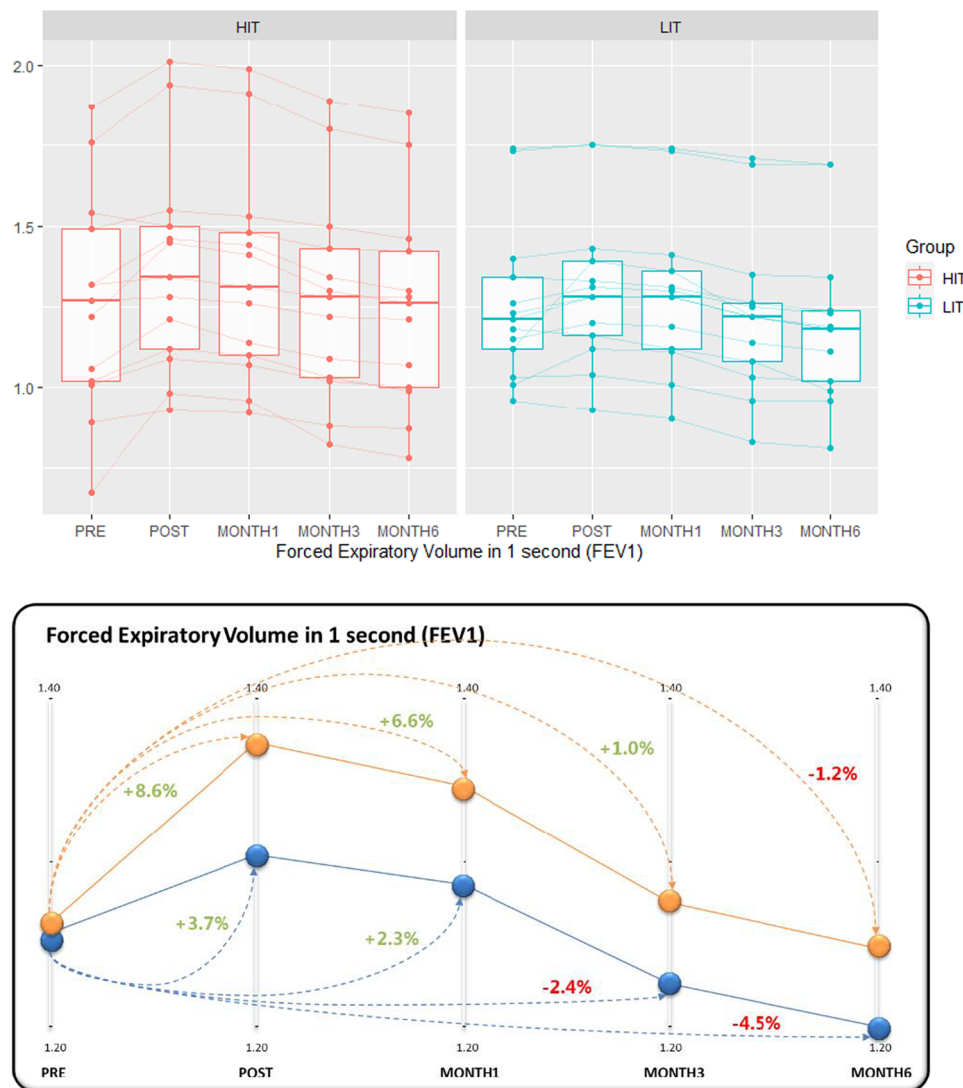 HIT LIT
2.0
1.5
1.0
Group
HIT
LIT
PRE POST MONTH1 MONTH3 MONTH6 PRE POST MONTH1 MONTH3 MONTH6
Forced Expiratory Volume in 1 second (FEV1)
Forced Expiratory Volume in 1 second (FEV1)
1.40 1.40 1.40 1.40 1.40
+6.6%
+1.0%
-1.2%
+8.6%
+3.7%
+2.3%
-2.4%
-4.5%
1.20 1.20 1.20 1.20 1.20
PRE POST MONTH1 MONTH3 MONTH6